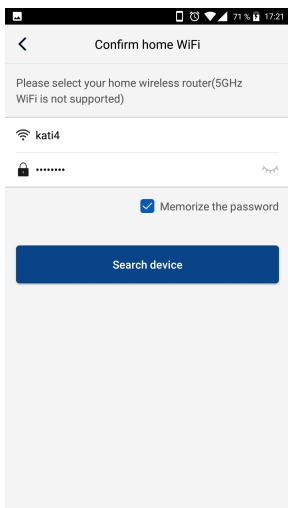 71 % 17:21
Confirm home WiFi
Please select your home wireless router(5GHz
WiFi is not supported)
kati4
••••••••
Memorize the password
Search device